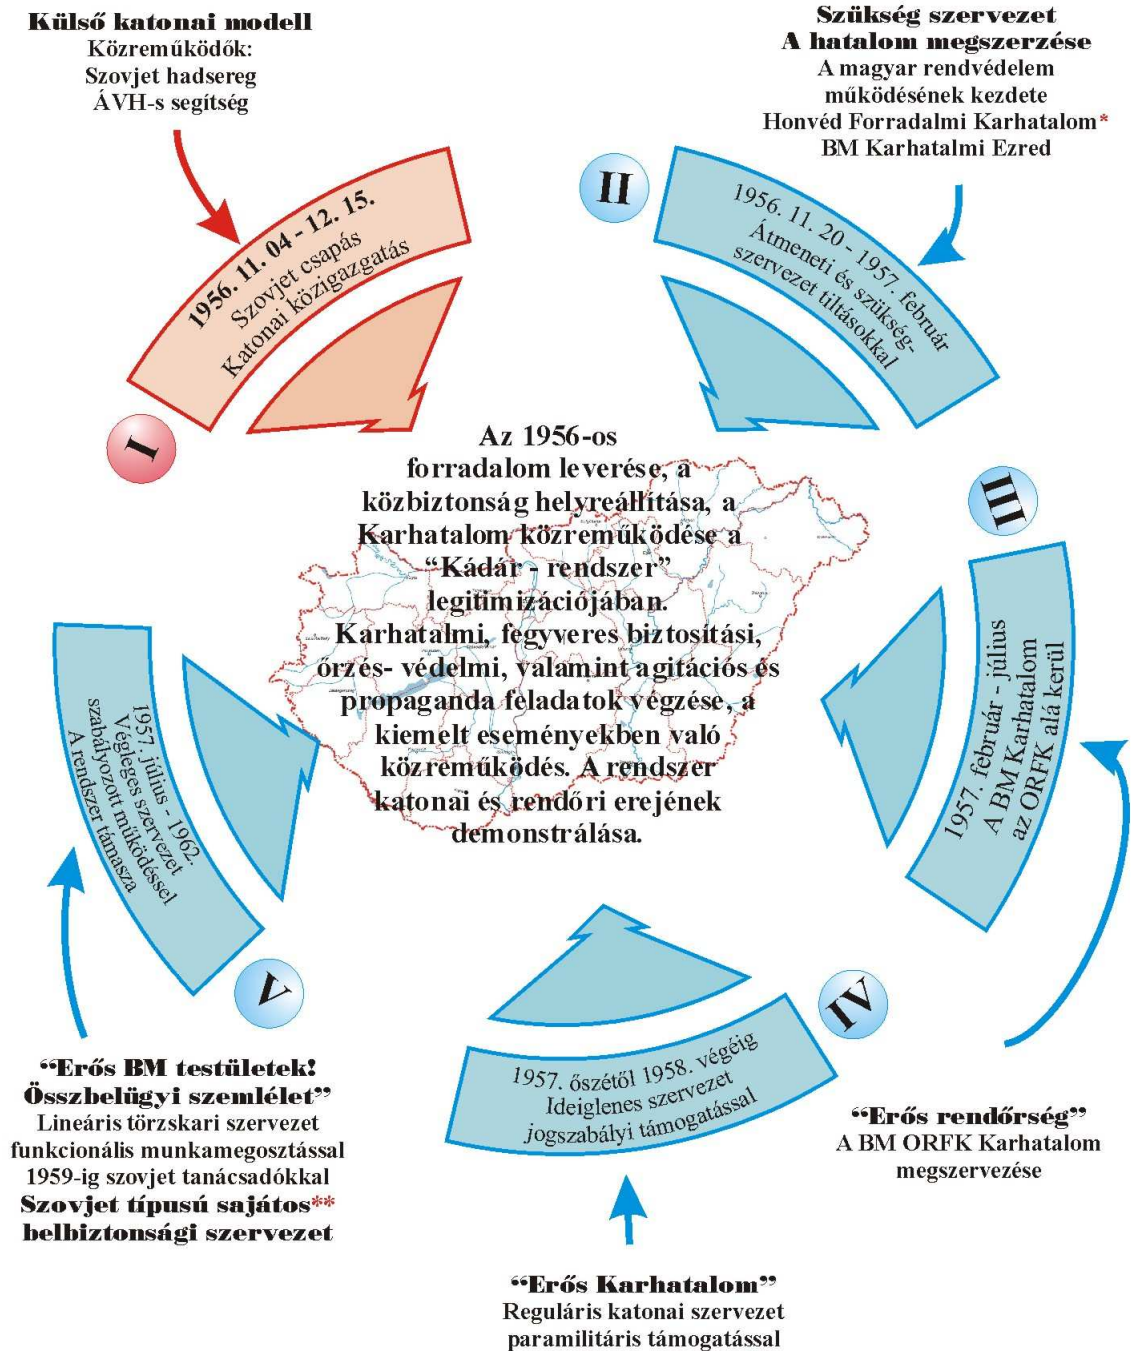 Külső katonai modell
Közreműködők:
Szovjet hadsereg
ÁVH-s segítség
Szükség szervezet
A hatalom megszerzése
A magyar rendvédelem
működésének kezdete
Honvéd Forradalmi Karhatalom*
BM Karhatalmi Ezred
I
1956. 11. 04 - 12. 15.
Szovjet csapás
Katonai közigazgatás
II
1956. 11. 20 - 1957. február
Átmeneti és szükség-
szervezet tiltásokkal
Az 1956-os
forradalom leverése, a
közbiztonság helyreállítása, a
Karhatalom közreműködése a
“Kádár - rendszer”
legitimizációjában.
Karhatalmi, fegyveres biztosítási,
őrzés- védelmi, valamint agitációs és
propaganda feladatok végzése, a
kiemelt eseményekben való
közreműködés. A rendszer
katonai és rendőri erejének
demonstrálása.
III
1957. február - július
A BM Karhatalom
az ORFK alá kerül
IV
1957. őszétől 1958. végéig
Ideiglenes szervezet
jogszabályi támogatással
V
1957. július - 1962.
Végleges szervezet
szabályozott működéssel
A rendszer támasza
“Erős BM testületek!
Összbelügyi szemlélet”
Lineáris törzskari szervezet
funkcionális munkamegosztással
1959-ig szovjet tanácsadókkal
Szovjet típusú sajátos**
belbiztonsági szervezet
“Erős rendőrség”
A BM ORFK Karhatalom
megszervezése
“Erős Karhatalom”
Reguláris katonai szervezet
paramilitáris támogatással